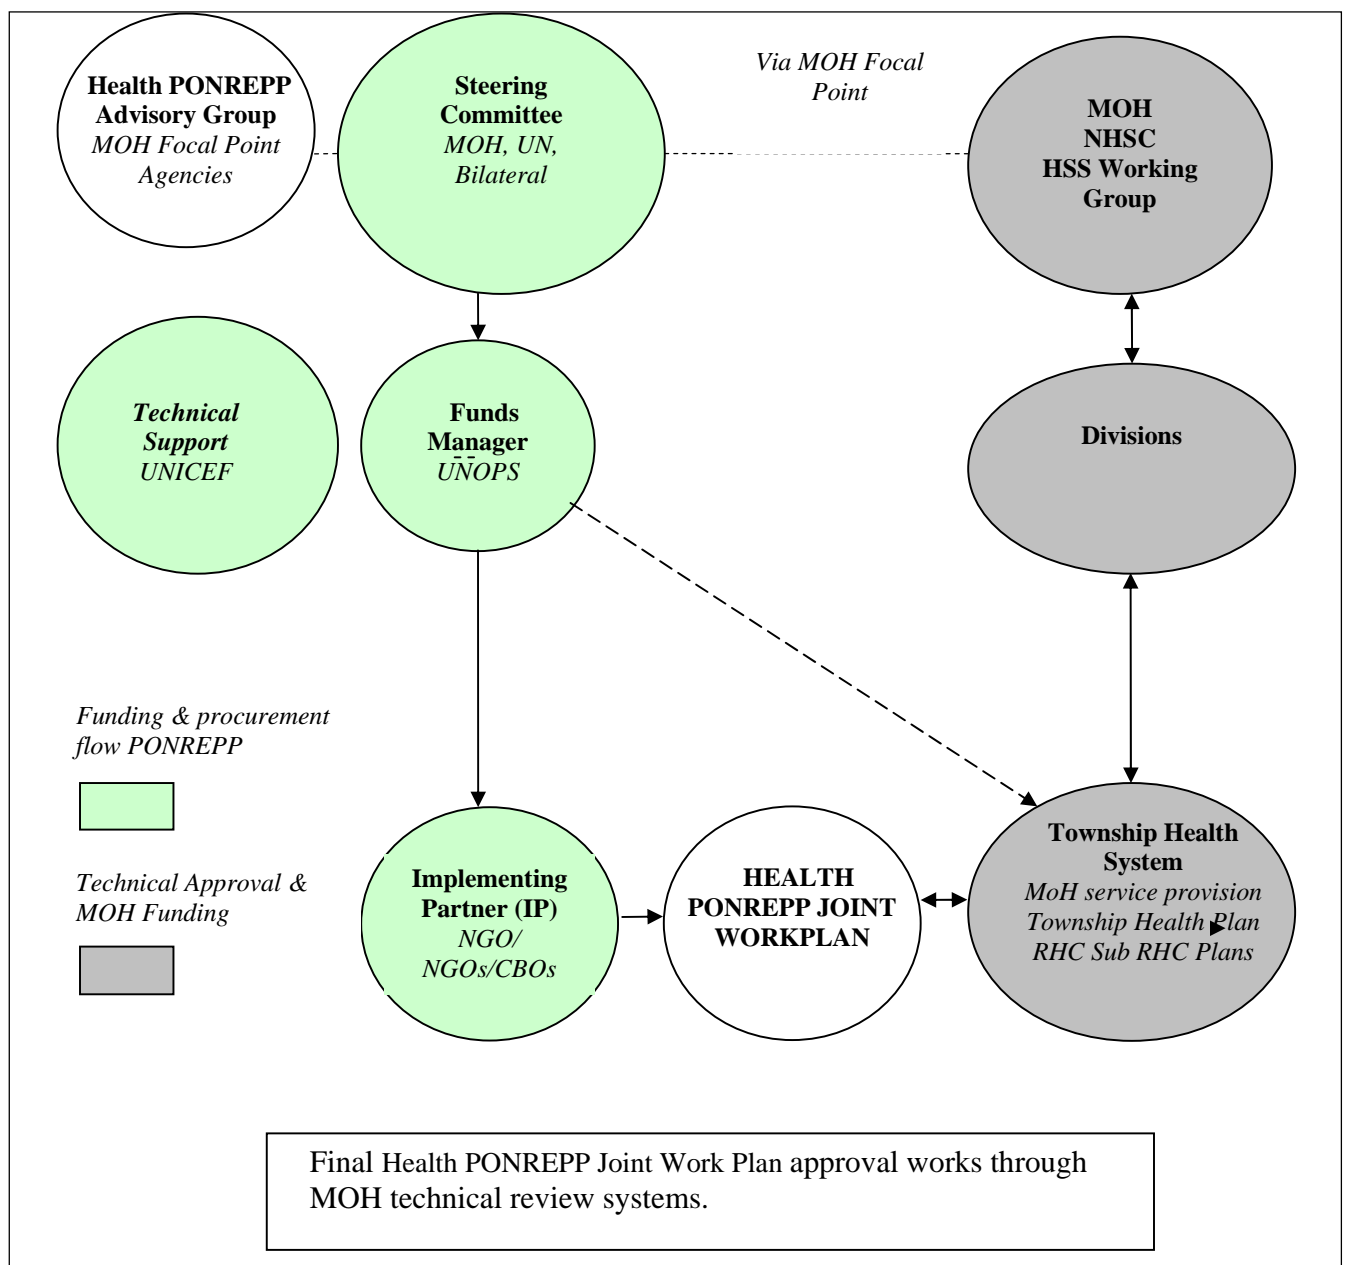 Health PONREPP
Advisory Group
MOH Focal Point
Agencies
Steering
Committee
MOH, UN,
Bilateral
Via MOH Focal
Point
MOH
NHSC
HSS Working
Group
Technical
Support
UNICEF
Funds
Manager
UNOPS
Divisions
Funding & procurement
flow PONREPP
Technical Approval &
MOH Funding
Implementing
Partner (IP)
NGO/
NGOs/CBOs
HEALTH
PONREPP JOINT
WORKPLAN
Township Health
System
MoH service provision
Township Health Plan
RHC Sub RHC Plans
Final Health PONREPP Joint Work Plan approval works through
MOH technical review systems.